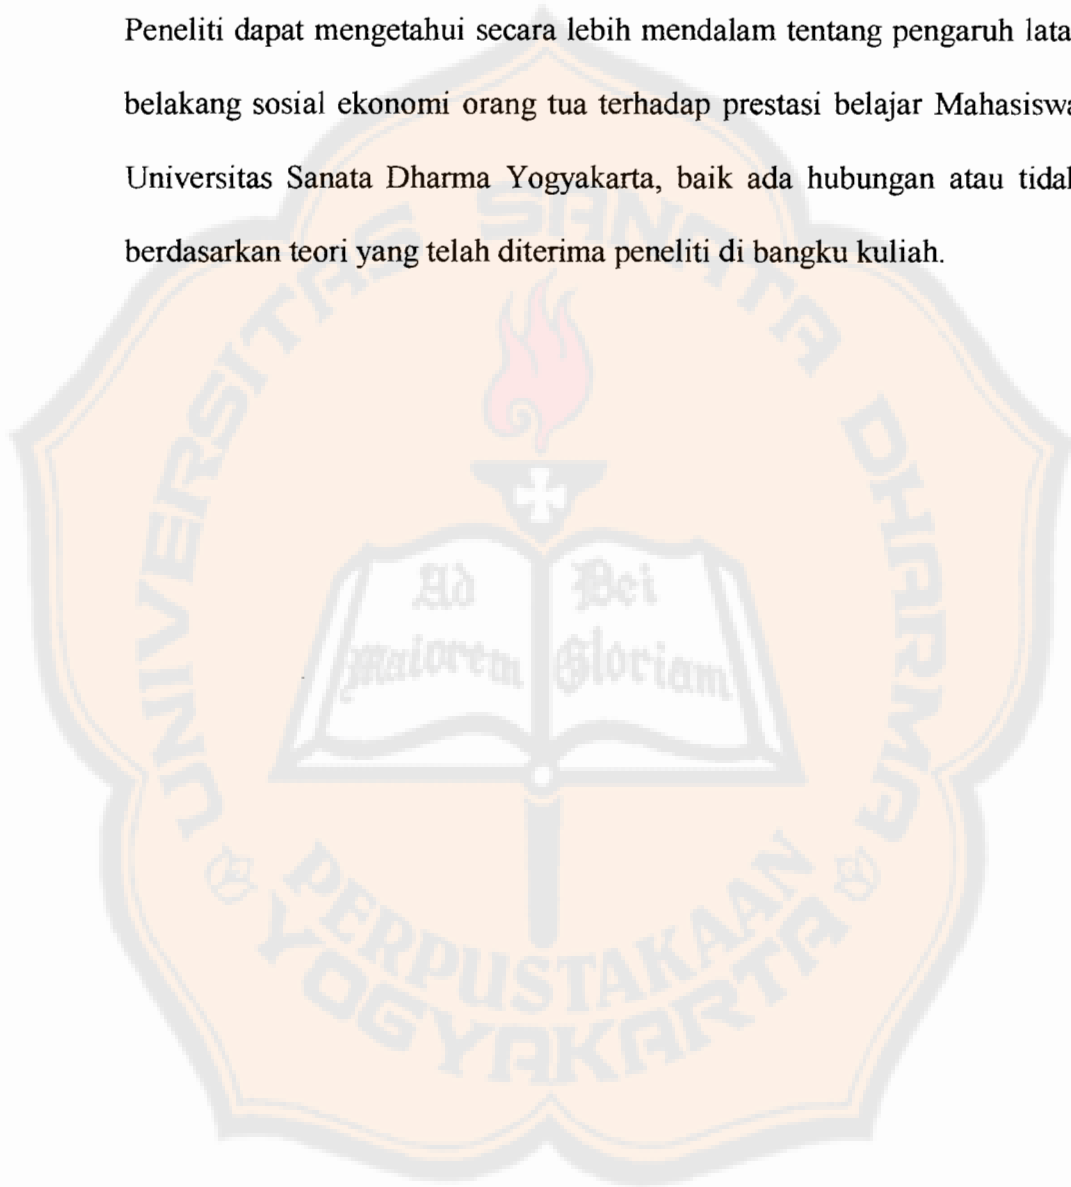 Peneliti dapat mengetahui secara lebih mendalam tentang pengaruh lata
belakang sosial ekonomi orang tua terhadap prestasi belajar Mahasiswa
Universitas Sanata Dharma Yogyakarta, baik ada hubungan atau tidak
berdasarkan teori yang telah diterima peneliti di bangku kuliah.
UNIVERSITAS SANATA DHARMA
Ad Dei
Maiorem Gloriam
PERPUSTAKAAN
YOGYAKARTA